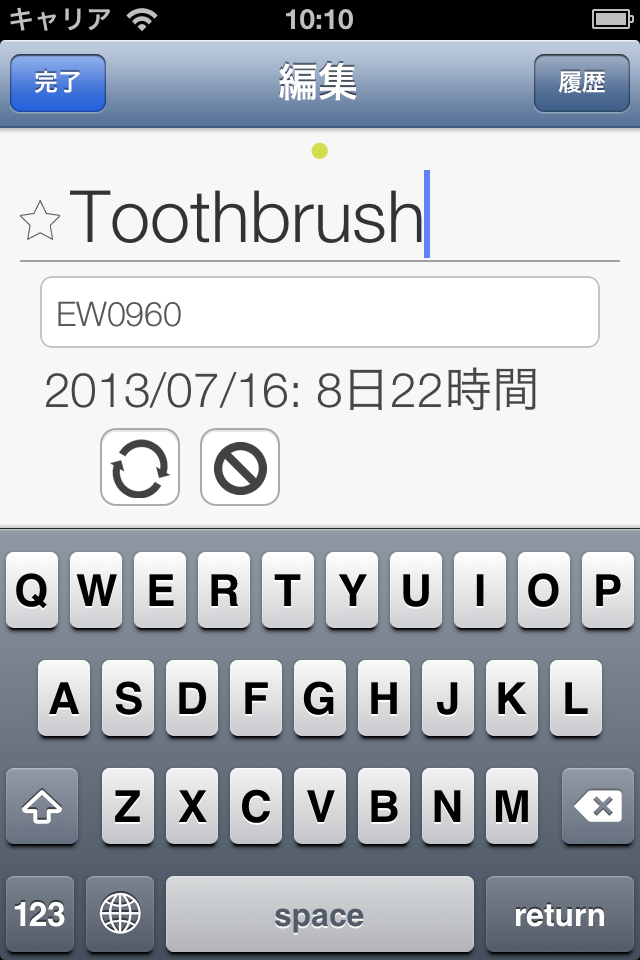 キャリア 10:10
完了 編集 履歴
Toothbrush
EW0960
2013/07/16: 8日22時間
Q W E R T Y U I O P
A S D F G H J K L
Z X C V B N M
123 space return